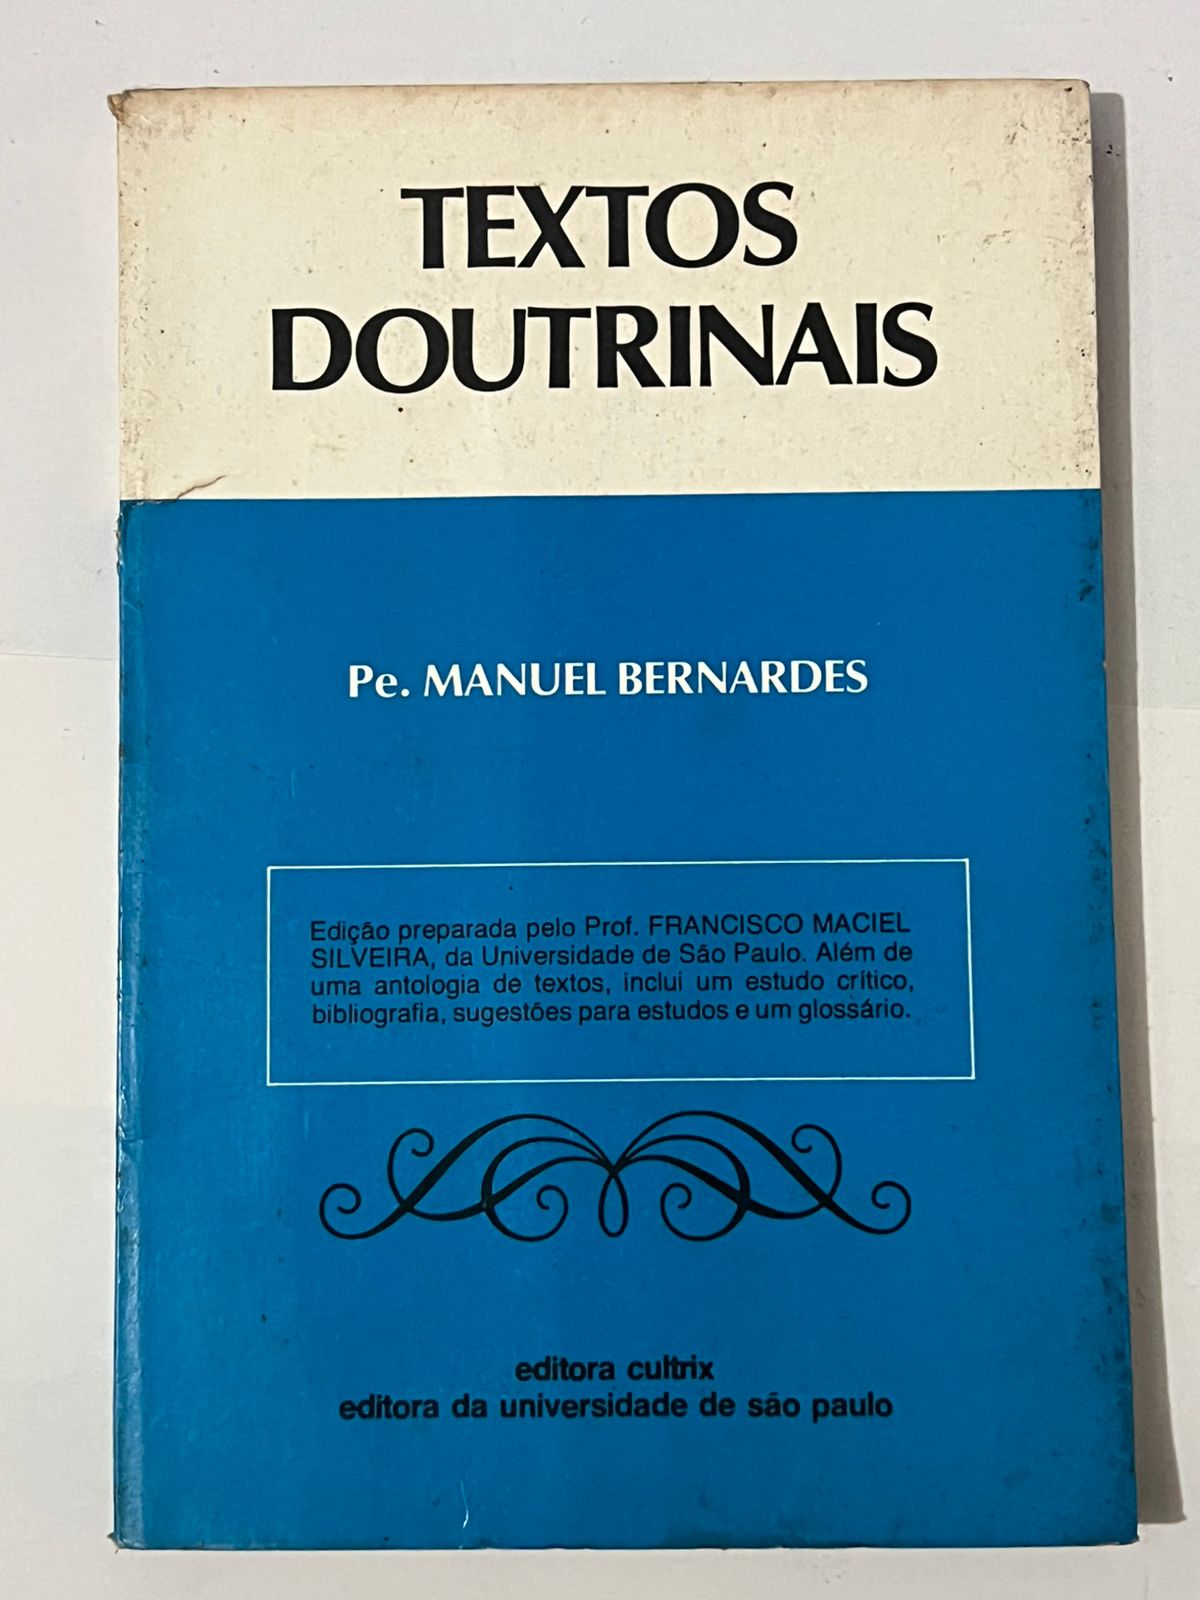 TEXTOS
DOUTRINAIS
Pe. MANUEL BERNARDES
Edição preparada pelo Prof. FRANCISCO MACIEL
SILVEIRA, da Universidade de São Paulo. Além de
uma antologia de textos, inclui um estudo crítico,
bibliografia, sugestões para estudos e um glossário.
editora cultrix
editora da universidade de são paulo